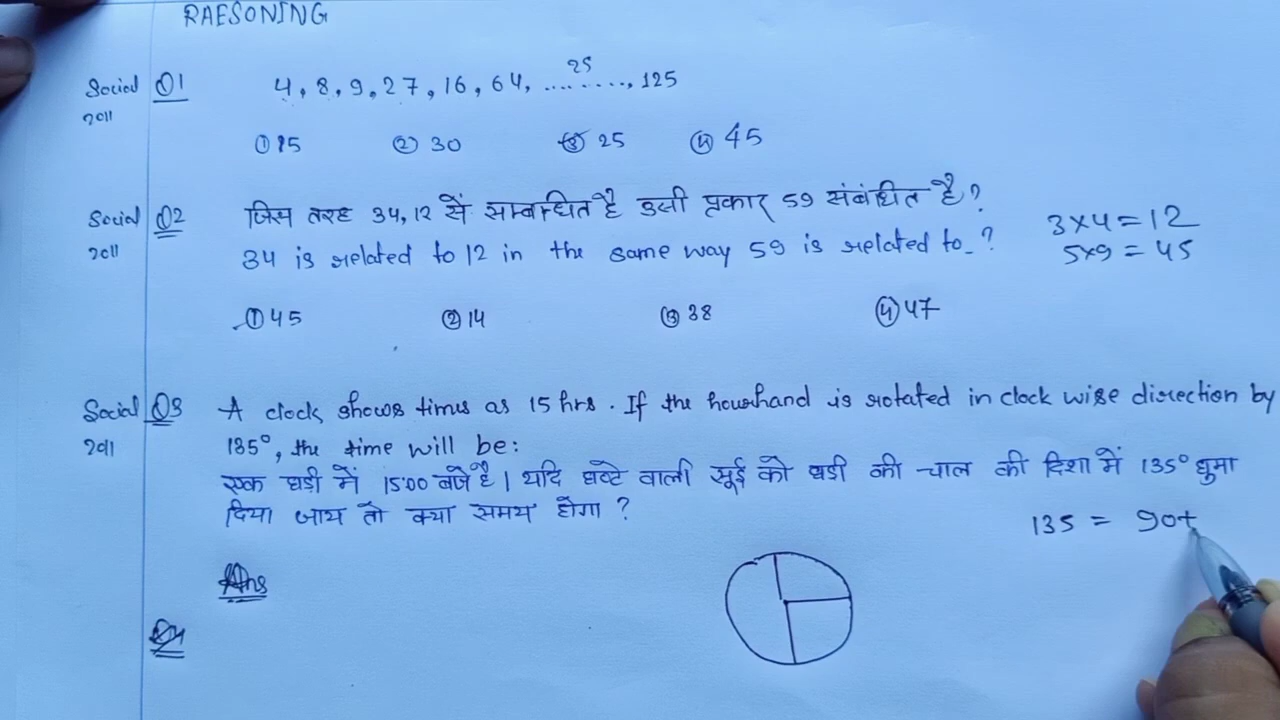 RAESONING
Social 2011 Q1 4, 8, 9, 27, 16, 64, ...25......, 125
① 15 ② 30 ③ 25 ④ 45
Social 2011 Q2 जिस तरह 34, 12 से सम्बन्धित है उसी प्रकार 59 संबंधित है?
34 is related to 12 in the same way 59 is related to _ ?
3×4=12
5×9 = 45
① 45 ② 14 ③ 38 ④ 47
Social 2011 Q3 A clock shows times as 15 hrs. If the hourhand is rotated in clock wise direction by
135°, the time will be:
एक घड़ी में 15:00 बजे है। यदि घण्टे वाली सूई को घड़ी की चाल की दिशा में 135° घुमा
दिया जाय तो क्या समय होगा ?
135 = 90+
Ans
Q4